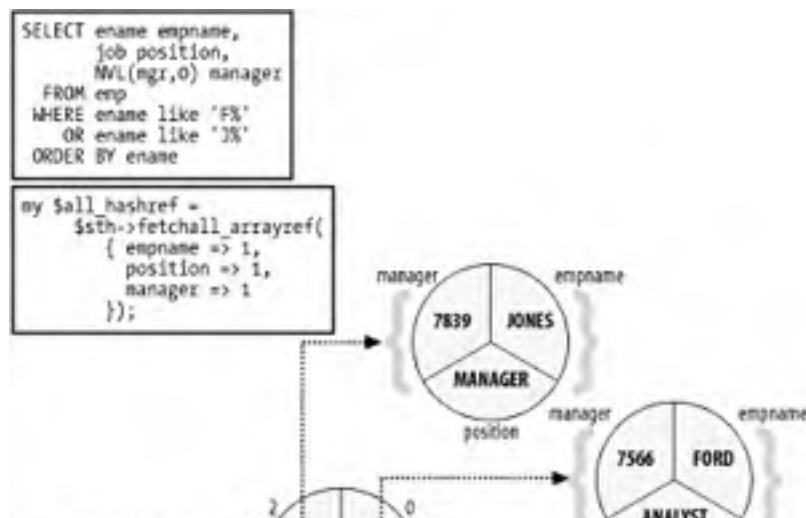 SELECT ename empname,
job position,
NVL(mgr,0) manager
FROM emp
WHERE ename like 'F%'
OR ename like 'J%'
ORDER BY ename
my $all_hashref =
$sth->fetchall_arrayref(
{ empname => 1,
position => 1,
manager => 1
});
manager
empname
7839
JONES
MANAGER
position
manager
empname
7566
FORD
ANALYST
2
0